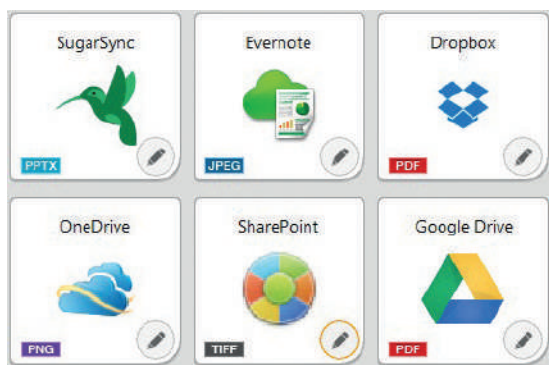 SugarSync
Evernote
Dropbox
PPTX
JPEG
PDF
OneDrive
SharePoint
Google Drive
PNG
TIFF
PDF